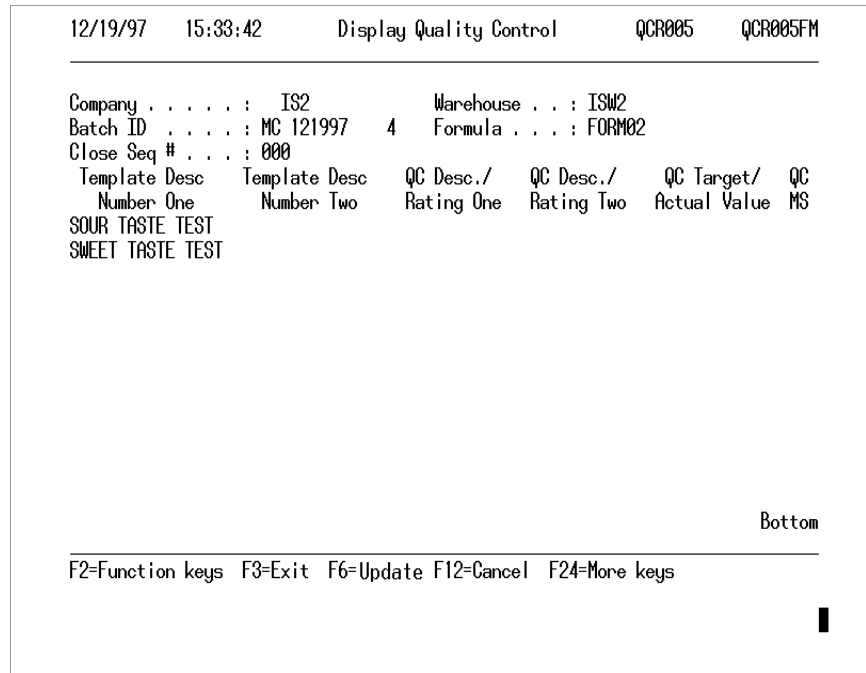 12/19/97 15:33:42 Display Quality Control QCR005 QCR005FM
Company . . . . . : IS2 Warehouse . . : ISW2
Batch ID . . . . : MC 121997 4 Formula . . . : FORM02
Close Seq # . . . : 000
Template Desc Template Desc QC Desc./ QC Desc./ QC Target/ QC
Number One Number Two Rating One Rating Two Actual Value MS
SOUR TASTE TEST
SWEET TASTE TEST
Bottom
F2=Function keys F3=Exit F6=Update F12=Cancel F24=More keys